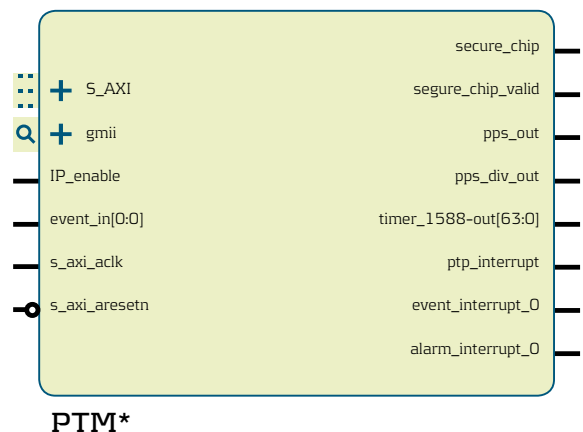 secure_chip
S_AXI
segure_chip_valid
gmii
pps_out
IP_enable
pps_div_out
event_in[0:0]
timer_1588-out[63:0]
s_axi_aclk
ptp_interrupt
s_axi_aresetn
event_interrupt_0
alarm_interrupt_0
PTM*